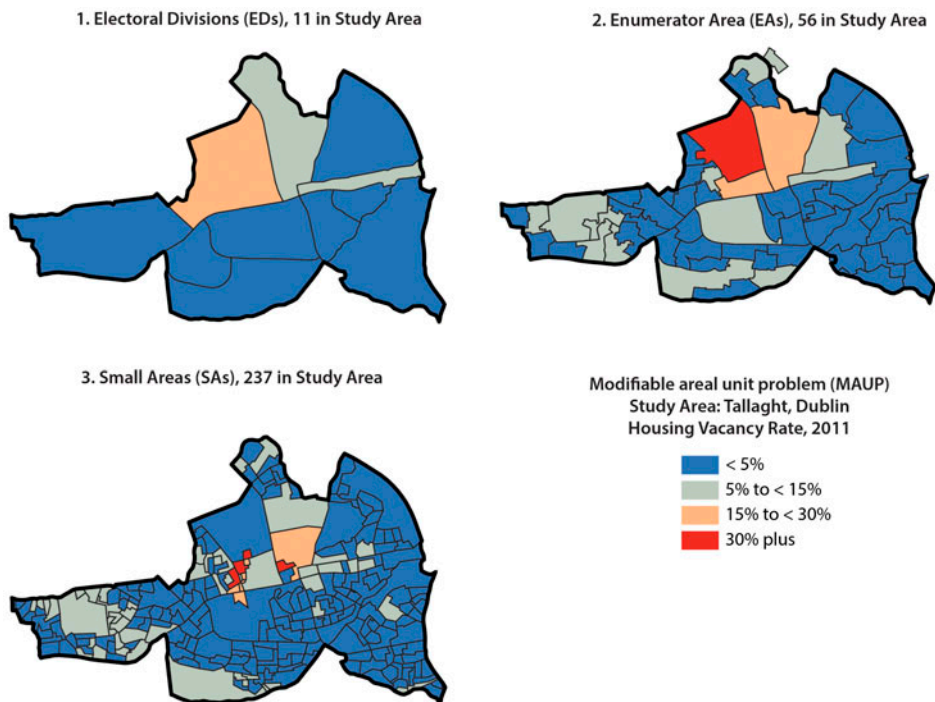 1. Electoral Divisions (EDs), 11 in Study Area
2. Enumerator Area (EAs), 56 in Study Area
3. Small Areas (SAs), 237 in Study Area
Modifiable areal unit problem (MAUP)
Study Area: Tallaght, Dublin
Housing Vacancy Rate, 2011
< 5%
5% to < 15%
15% to < 30%
30% plus